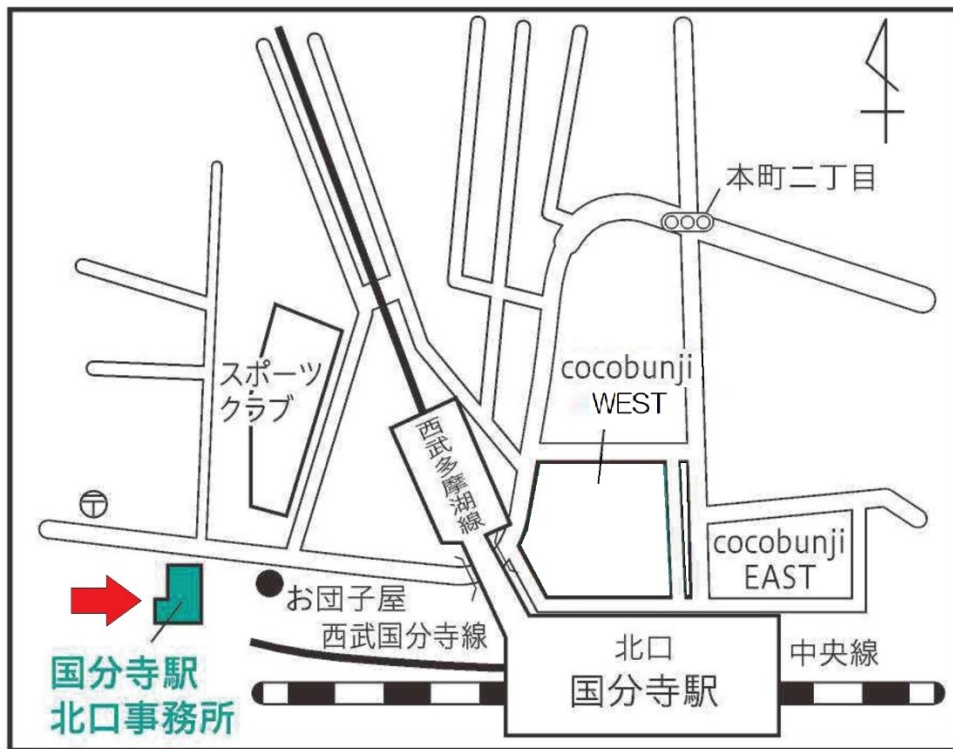 本町二丁目
cocobunji
WEST
スポーツ
クラブ
西武多摩湖線
cocobunji
EAST
お団子屋
西武国分寺線
北口
国分寺駅
中央線
国分寺駅
北口事務所